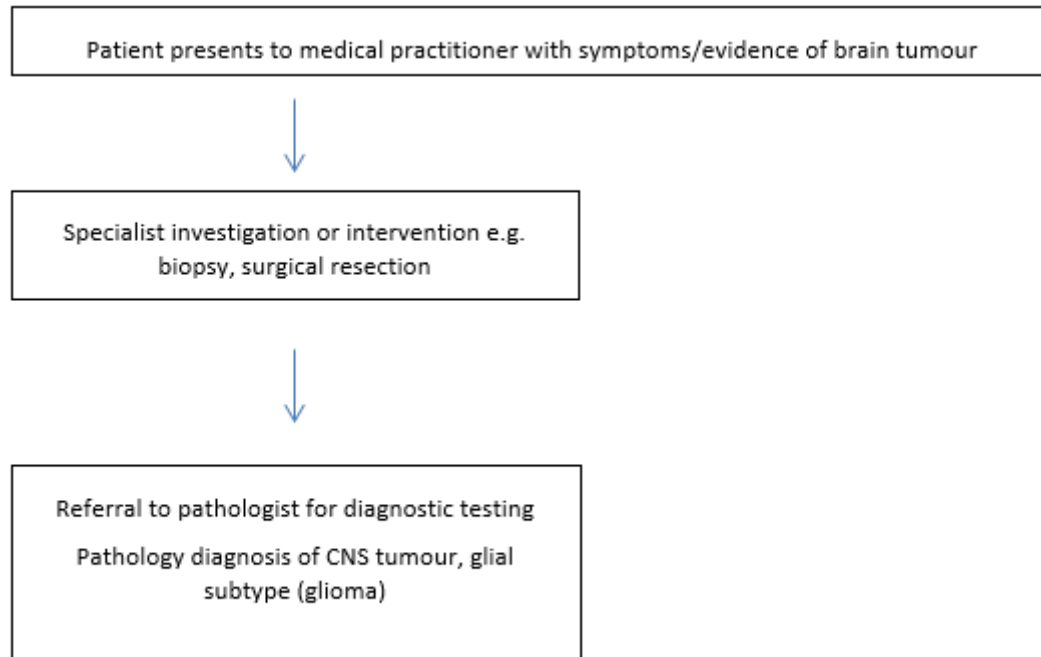 Patient presents to medical practitioner with symptoms/evidence of brain tumour
Specialist investigation or intervention e.g.
biopsy, surgical resection
Referral to pathologist for diagnostic testing
Pathology diagnosis of CNS tumour, glial
subtype (glioma)